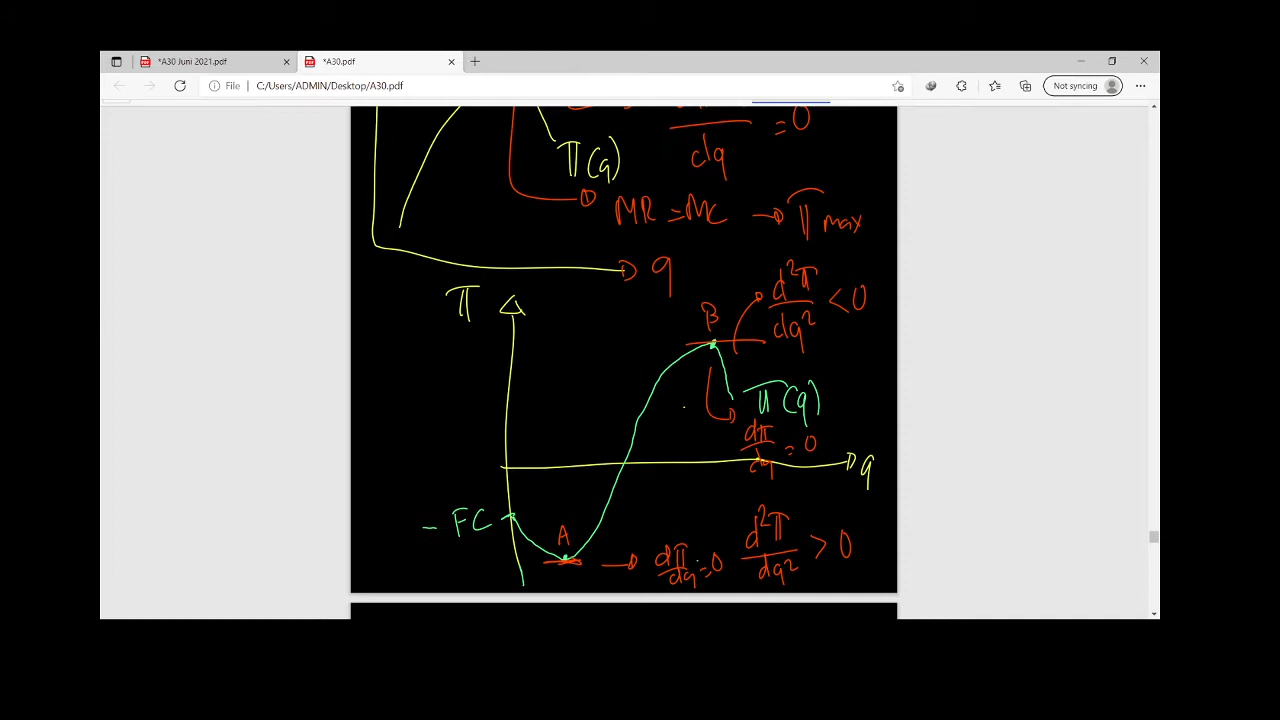 *A30 Juni 2021.pdf
*A30.pdf
File C:/Users/ADMIN/Desktop/A30.pdf
Not syncing
dq = 0
π(q)
MR = MC → π max
q
π
B
d²π/dq² < 0
π(q)
dπ/dq = 0
q
- FC
A
→ dπ/dq = 0 d²π/dq² > 0